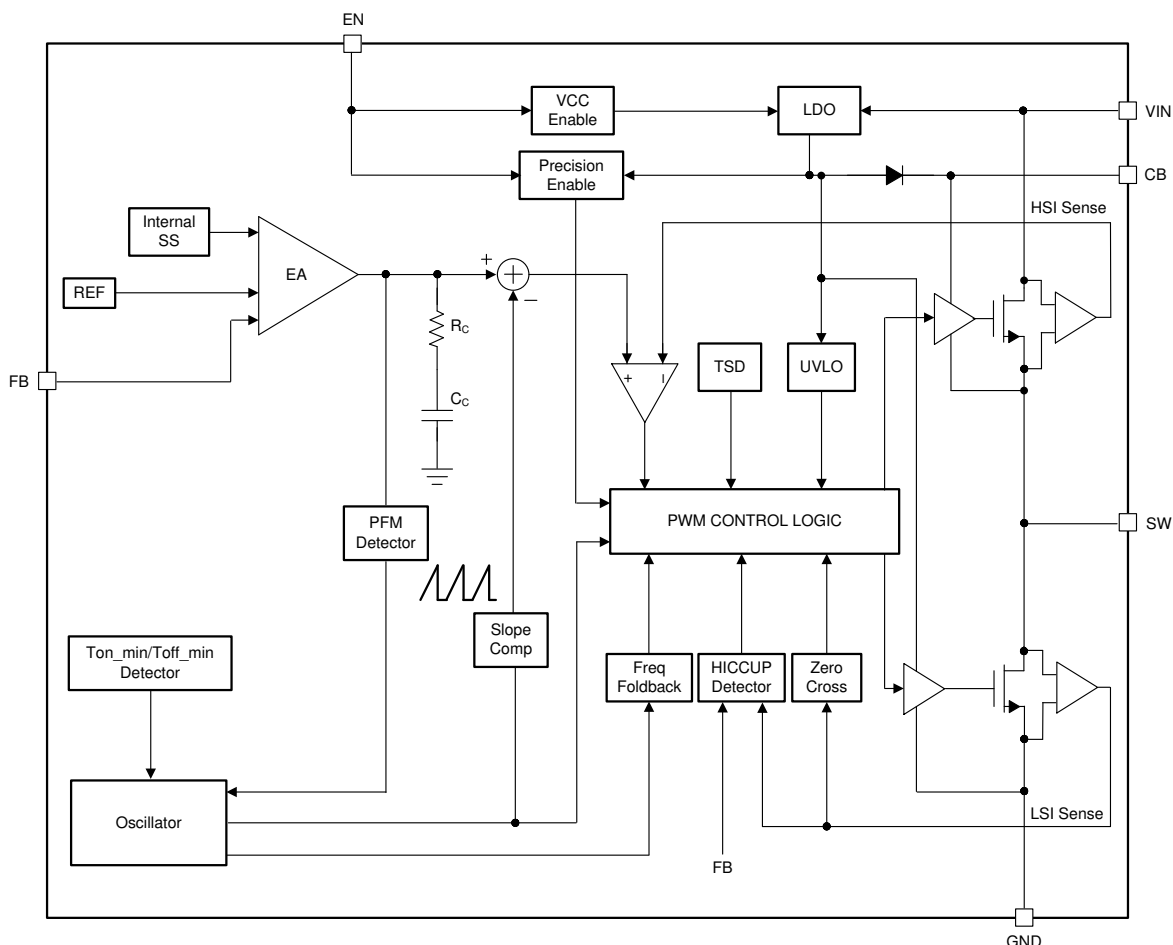 EN
VCC
Enable
LDO
VIN
Precision
Enable
CB
HSI Sense
Internal
SS
EA
REF
+
+
−
RC
CC
FB
+
−
TSD
UVLO
PWM CONTROL LOGIC
SW
PFM
Detector
Slope
Comp
Ton_min/Toff_min
Detector
Freq
Foldback
HICCUP
Detector
Zero
Cross
Oscillator
LSI Sense
FB
GND